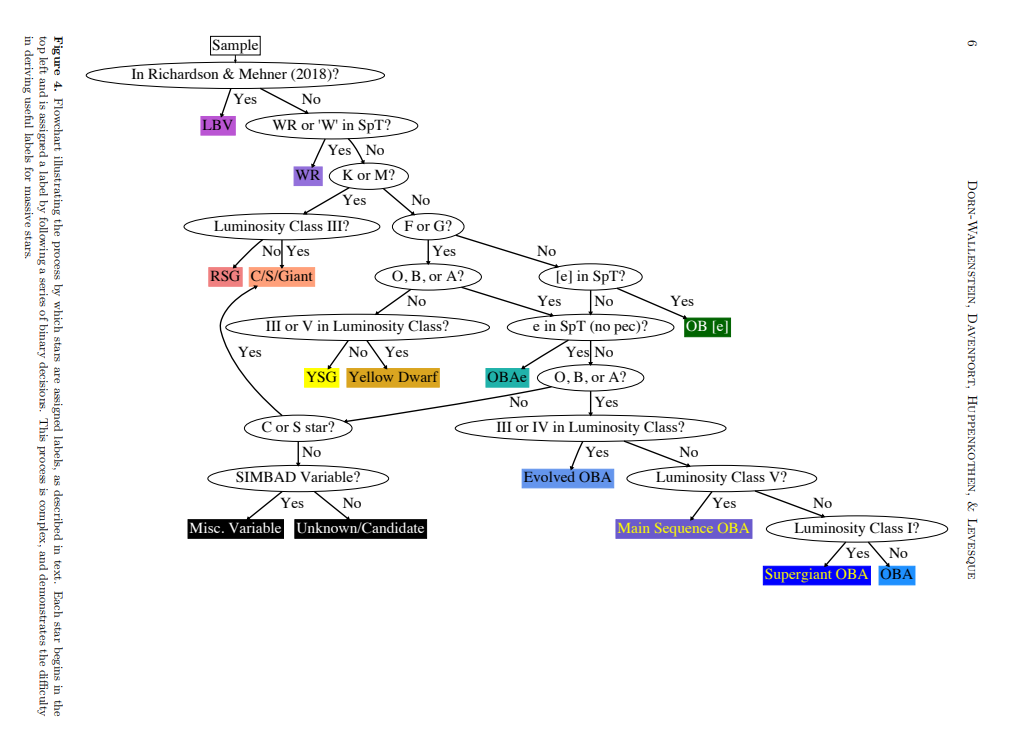 6
DORN-WALLENSTEIN, DAVENPORT, HUPPENKOTHEN, & LEVESQUE
Sample
In Richardson & Mehner (2018)?
Yes
No
LBV
WR or 'W' in SpT?
Yes
No
WR
K or M?
Yes
No
Luminosity Class III?
F or G?
No
Yes
Yes
No
RSG
C/S/Giant
O, B, or A?
[e] in SpT?
No
Yes
No
Yes
III or V in Luminosity Class?
e in SpT (no pec)?
OB [e]
Yes
No
Yes
Yes
No
YSG
Yellow Dwarf
OBAe
O, B, or A?
No
Yes
C or S star?
III or IV in Luminosity Class?
No
Yes
No
SIMBAD Variable?
Evolved OBA
Luminosity Class V?
Yes
No
Yes
No
Misc. Variable
Unknown/Candidate
Main Sequence OBA
Luminosity Class I?
Yes
No
Supergiant OBA
OBA
Figure 4. Flowchart illustrating the process by which stars are assigned labels, as described in text. Each star begins in the
top left and is assigned a label by following a series of binary decisions. This process is complex, and demonstrates the difficulty
in deriving useful labels for massive stars.